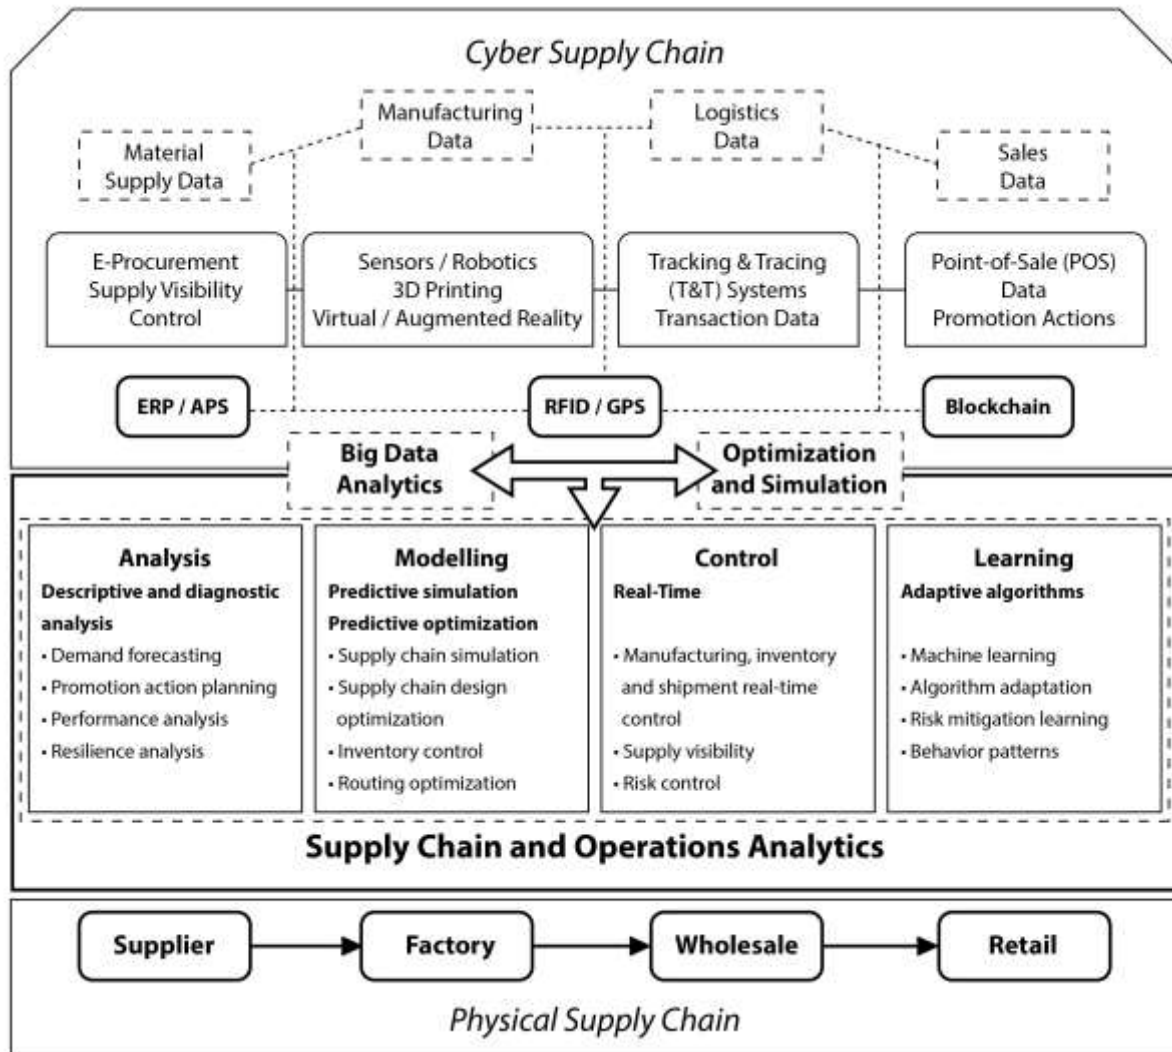 Cyber Supply Chain
Manufacturing
Data
Logistics
Data
Material
Supply Data
Sales
Data
E-Procurement
Supply Visibility
Control
Sensors / Robotics
3D Printing
Virtual / Augmented Reality
Tracking & Tracing
(T&T) Systems
Transaction Data
Point-of-Sale (POS)
Data
Promotion Actions
ERP / APS
RFID / GPS
Blockchain
Big Data
Analytics
Optimization
and Simulation
Analysis
Descriptive and diagnostic
analysis
• Demand forecasting
• Promotion action planning
• Performance analysis
• Resilience analysis
Modelling
Predictive simulation
Predictive optimization
• Supply chain simulation
• Supply chain design
optimization
• Inventory control
• Routing optimization
Control
Real-Time
• Manufacturing, inventory
and shipment real-time
control
• Supply visibility
• Risk control
Learning
Adaptive algorithms
• Machine learning
• Algorithm adaptation
• Risk mitigation learning
• Behavior patterns
Supply Chain and Operations Analytics
Supplier
Factory
Wholesale
Retail
Physical Supply Chain